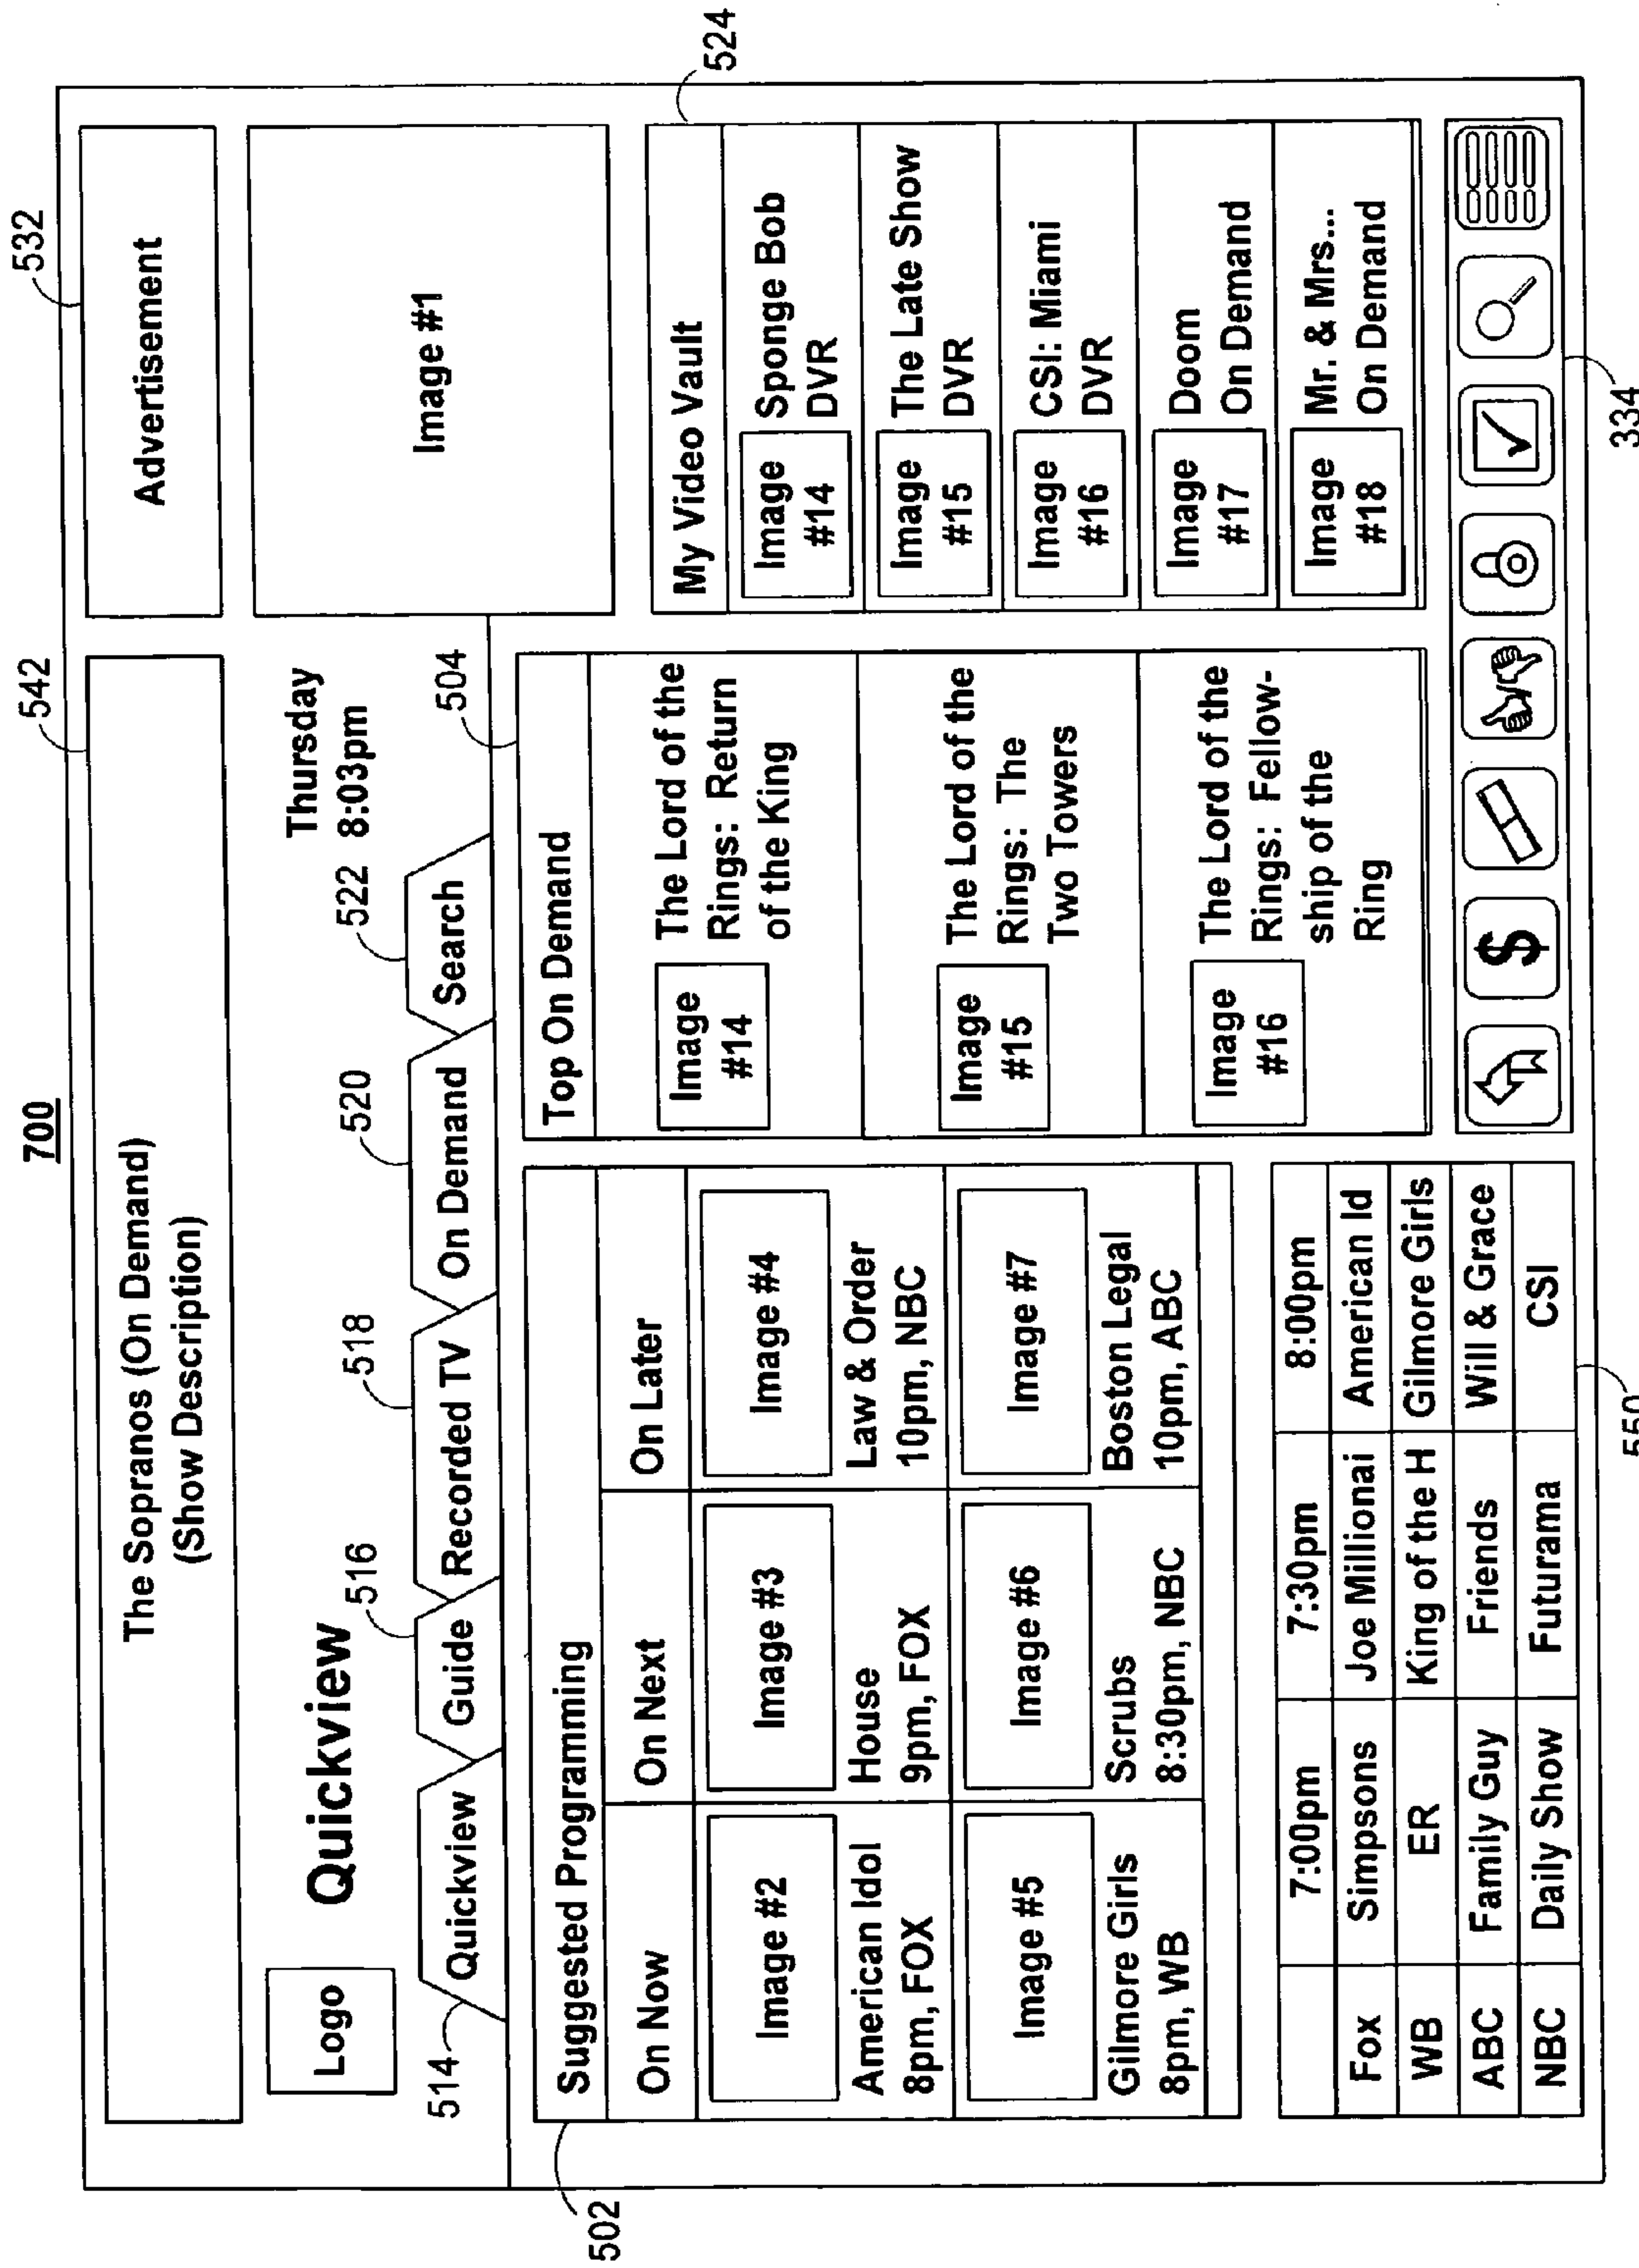 700
542
532
The Sopranos (On Demand)
(Show Description)
Advertisement
Logo
Quickview
Thursday
8:03pm
Image #1
514
Quickview
516
Guide
518
Recorded TV
520
On Demand
522
Search
504
524
502
Suggested Programming
On Now
On Next
On Later
Image #2
Image #3
Image #4
American Idol
8pm, FOX
House
9pm, FOX
Law & Order
10pm, NBC
Image #5
Image #6
Image #7
Gilmore Girls
8pm, WB
Scrubs
8:30pm, NBC
Boston Legal
10pm, ABC
Top On Demand
Image
#14
The Lord of the
Rings: Return
of the King
Image
#15
The Lord of the
Rings: The
Two Towers
Image
#16
The Lord of the
Rings: Fellow-
ship of the
Ring
My Video Vault
Image
#14
Sponge Bob
DVR
Image
#15
The Late Show
DVR
Image
#16
CSI: Miami
DVR
Image
#17
Doom
On Demand
Image
#18
Mr. & Mrs...
On Demand
7:00pm
7:30pm
8:00pm
Fox
Simpsons
Joe Millionai
American Id
WB
ER
King of the H
Gilmore Girls
ABC
Family Guy
Friends
Will & Grace
NBC
Daily Show
Futurama
CSI
$
550
334